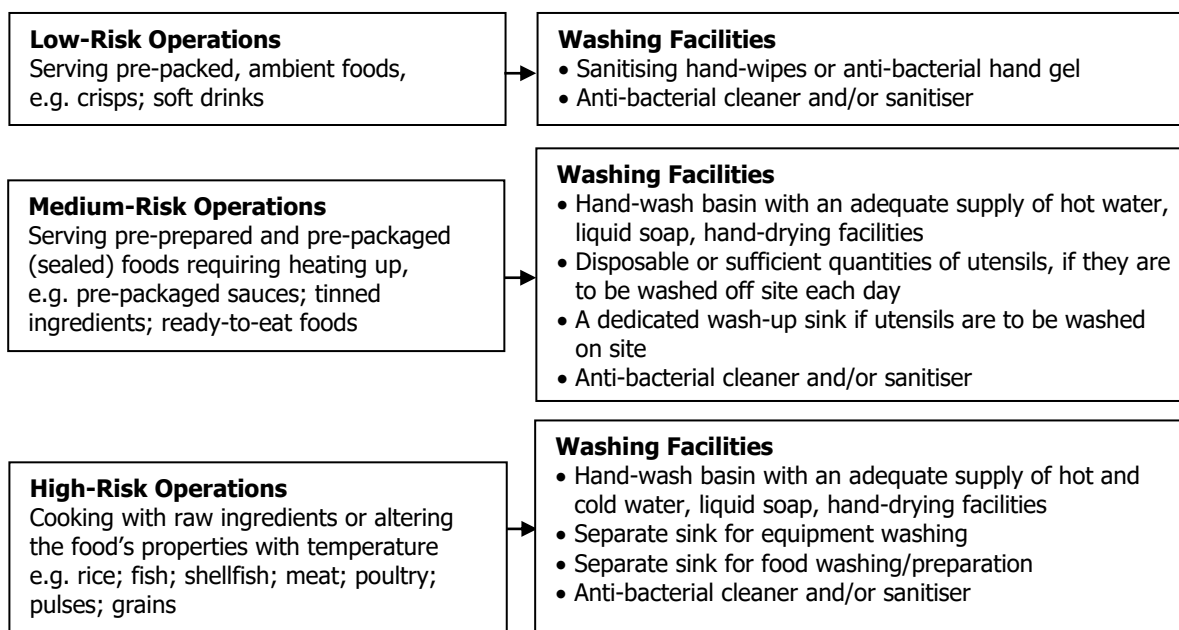 Low-Risk Operations
Serving pre-packed, ambient foods,
e.g. crisps; soft drinks
Washing Facilities
• Sanitising hand-wipes or anti-bacterial hand gel
• Anti-bacterial cleaner and/or sanitiser
Medium-Risk Operations
Serving pre-prepared and pre-packaged
(sealed) foods requiring heating up,
e.g. pre-packaged sauces; tinned
ingredients; ready-to-eat foods
Washing Facilities
• Hand-wash basin with an adequate supply of hot water,
liquid soap, hand-drying facilities
• Disposable or sufficient quantities of utensils, if they are
to be washed off site each day
• A dedicated wash-up sink if utensils are to be washed
on site
• Anti-bacterial cleaner and/or sanitiser
High-Risk Operations
Cooking with raw ingredients or altering
the food’s properties with temperature
e.g. rice; fish; shellfish; meat; poultry;
pulses; grains
Washing Facilities
• Hand-wash basin with an adequate supply of hot and
cold water, liquid soap, hand-drying facilities
• Separate sink for equipment washing
• Separate sink for food washing/preparation
• Anti-bacterial cleaner and/or sanitiser